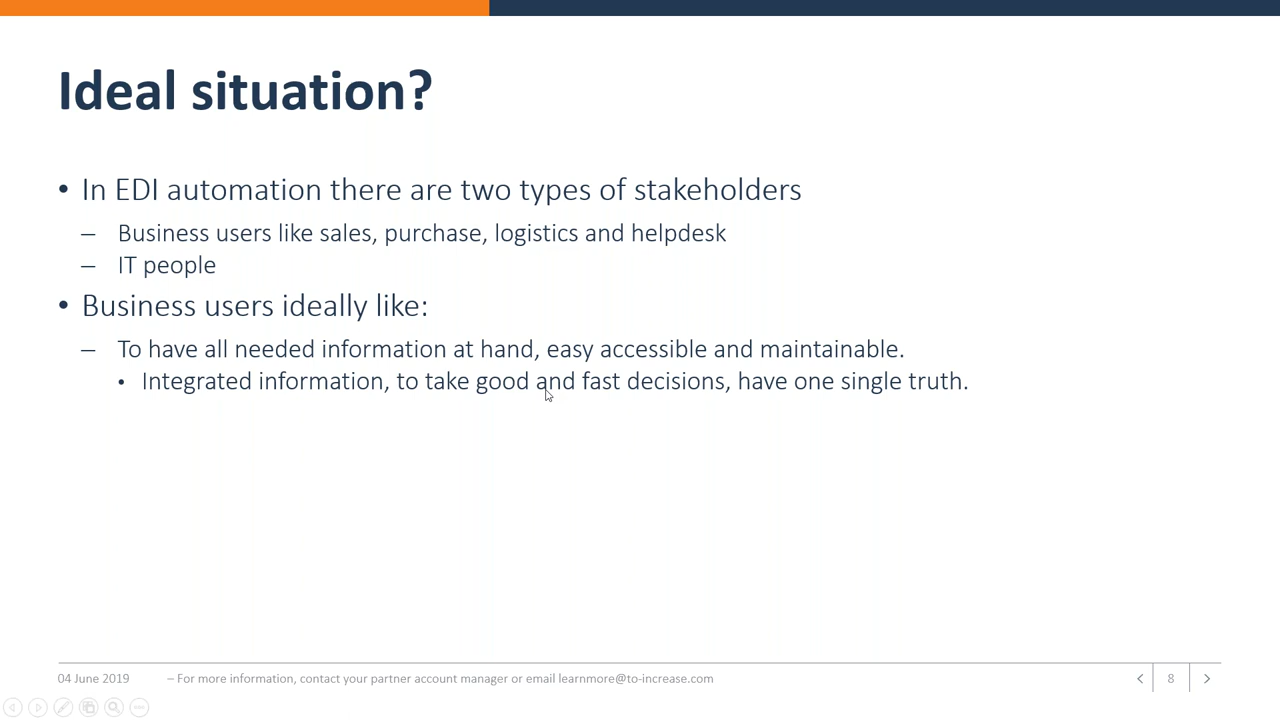 Ideal situation?
• In EDI automation there are two types of stakeholders
– Business users like sales, purchase, logistics and helpdesk
– IT people
• Business users ideally like:
– To have all needed information at hand, easy accessible and maintainable.
• Integrated information, to take good and fast decisions, have one single truth.
04 June 2019 – For more information, contact your partner account manager or email learnmore@to-increase.com 8